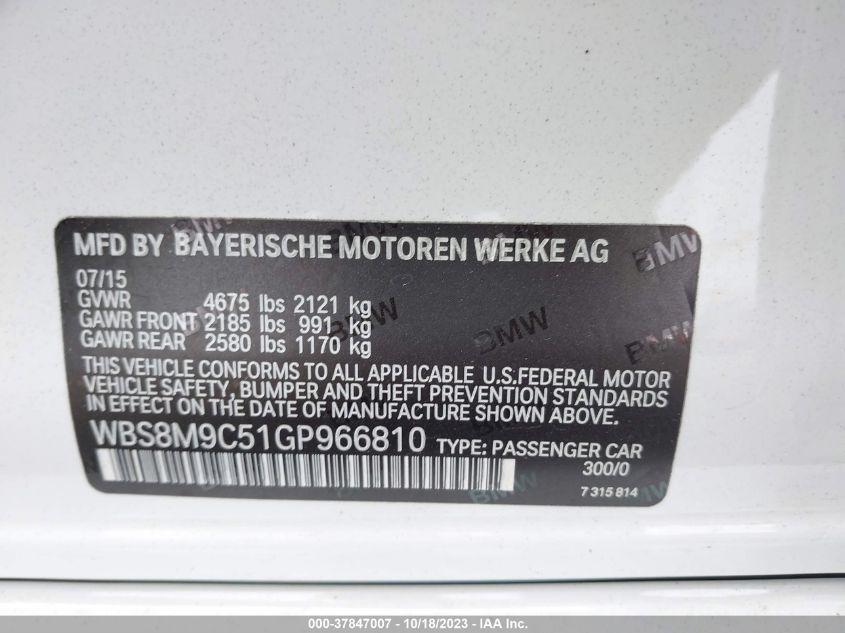 MFD BY BAYERISCHE MOTOREN WERKE AG
07/15
GVWR 4675 lbs 2121 kg
GAWR FRONT 2185 lbs 991 kg
GAWR REAR 2580 lbs 1170 kg
THIS VEHICLE CONFORMS TO ALL APPLICABLE U.S.FEDERAL MOTOR
VEHICLE SAFETY, BUMPER AND THEFT PREVENTION STANDARDS
IN EFFECT ON THE DATE OF MANUFACTURE SHOWN ABOVE.
WBS8M9C51GP966810 TYPE: PASSENGER CAR
300/0
7 315 814
BMW
BMW
BMW
000-37847007 - 10/18/2023 - IAA Inc.